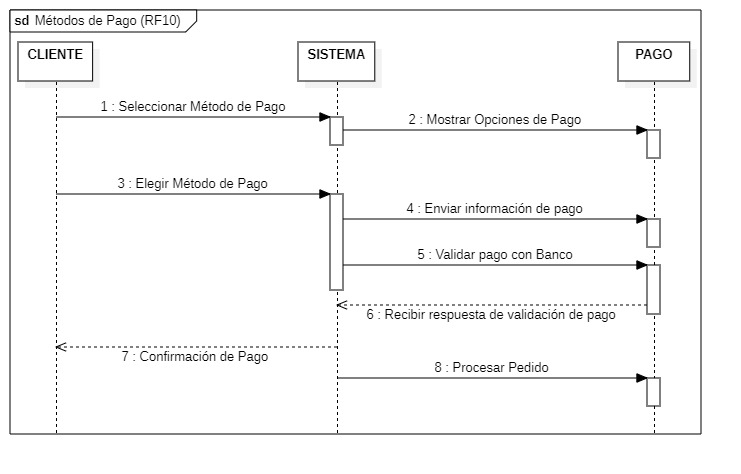 sd Métodos de Pago (RF10)
CLIENTE
SISTEMA
PAGO
1 : Seleccionar Método de Pago
2 : Mostrar Opciones de Pago
3 : Elegir Método de Pago
4 : Enviar información de pago
5 : Validar pago con Banco
6 : Recibir respuesta de validación de pago
7 : Confirmación de Pago
8 : Procesar Pedido